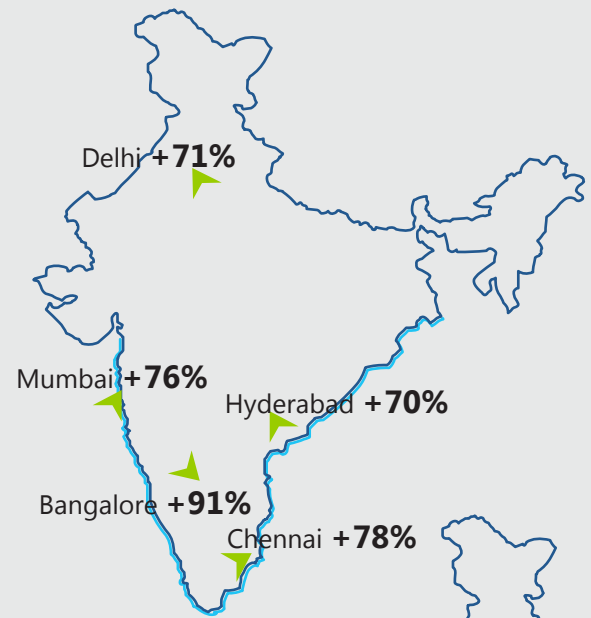 Delhi +71%
Mumbai +76%
Hyderabad +70%
Bangalore +91%
Chennai +78%